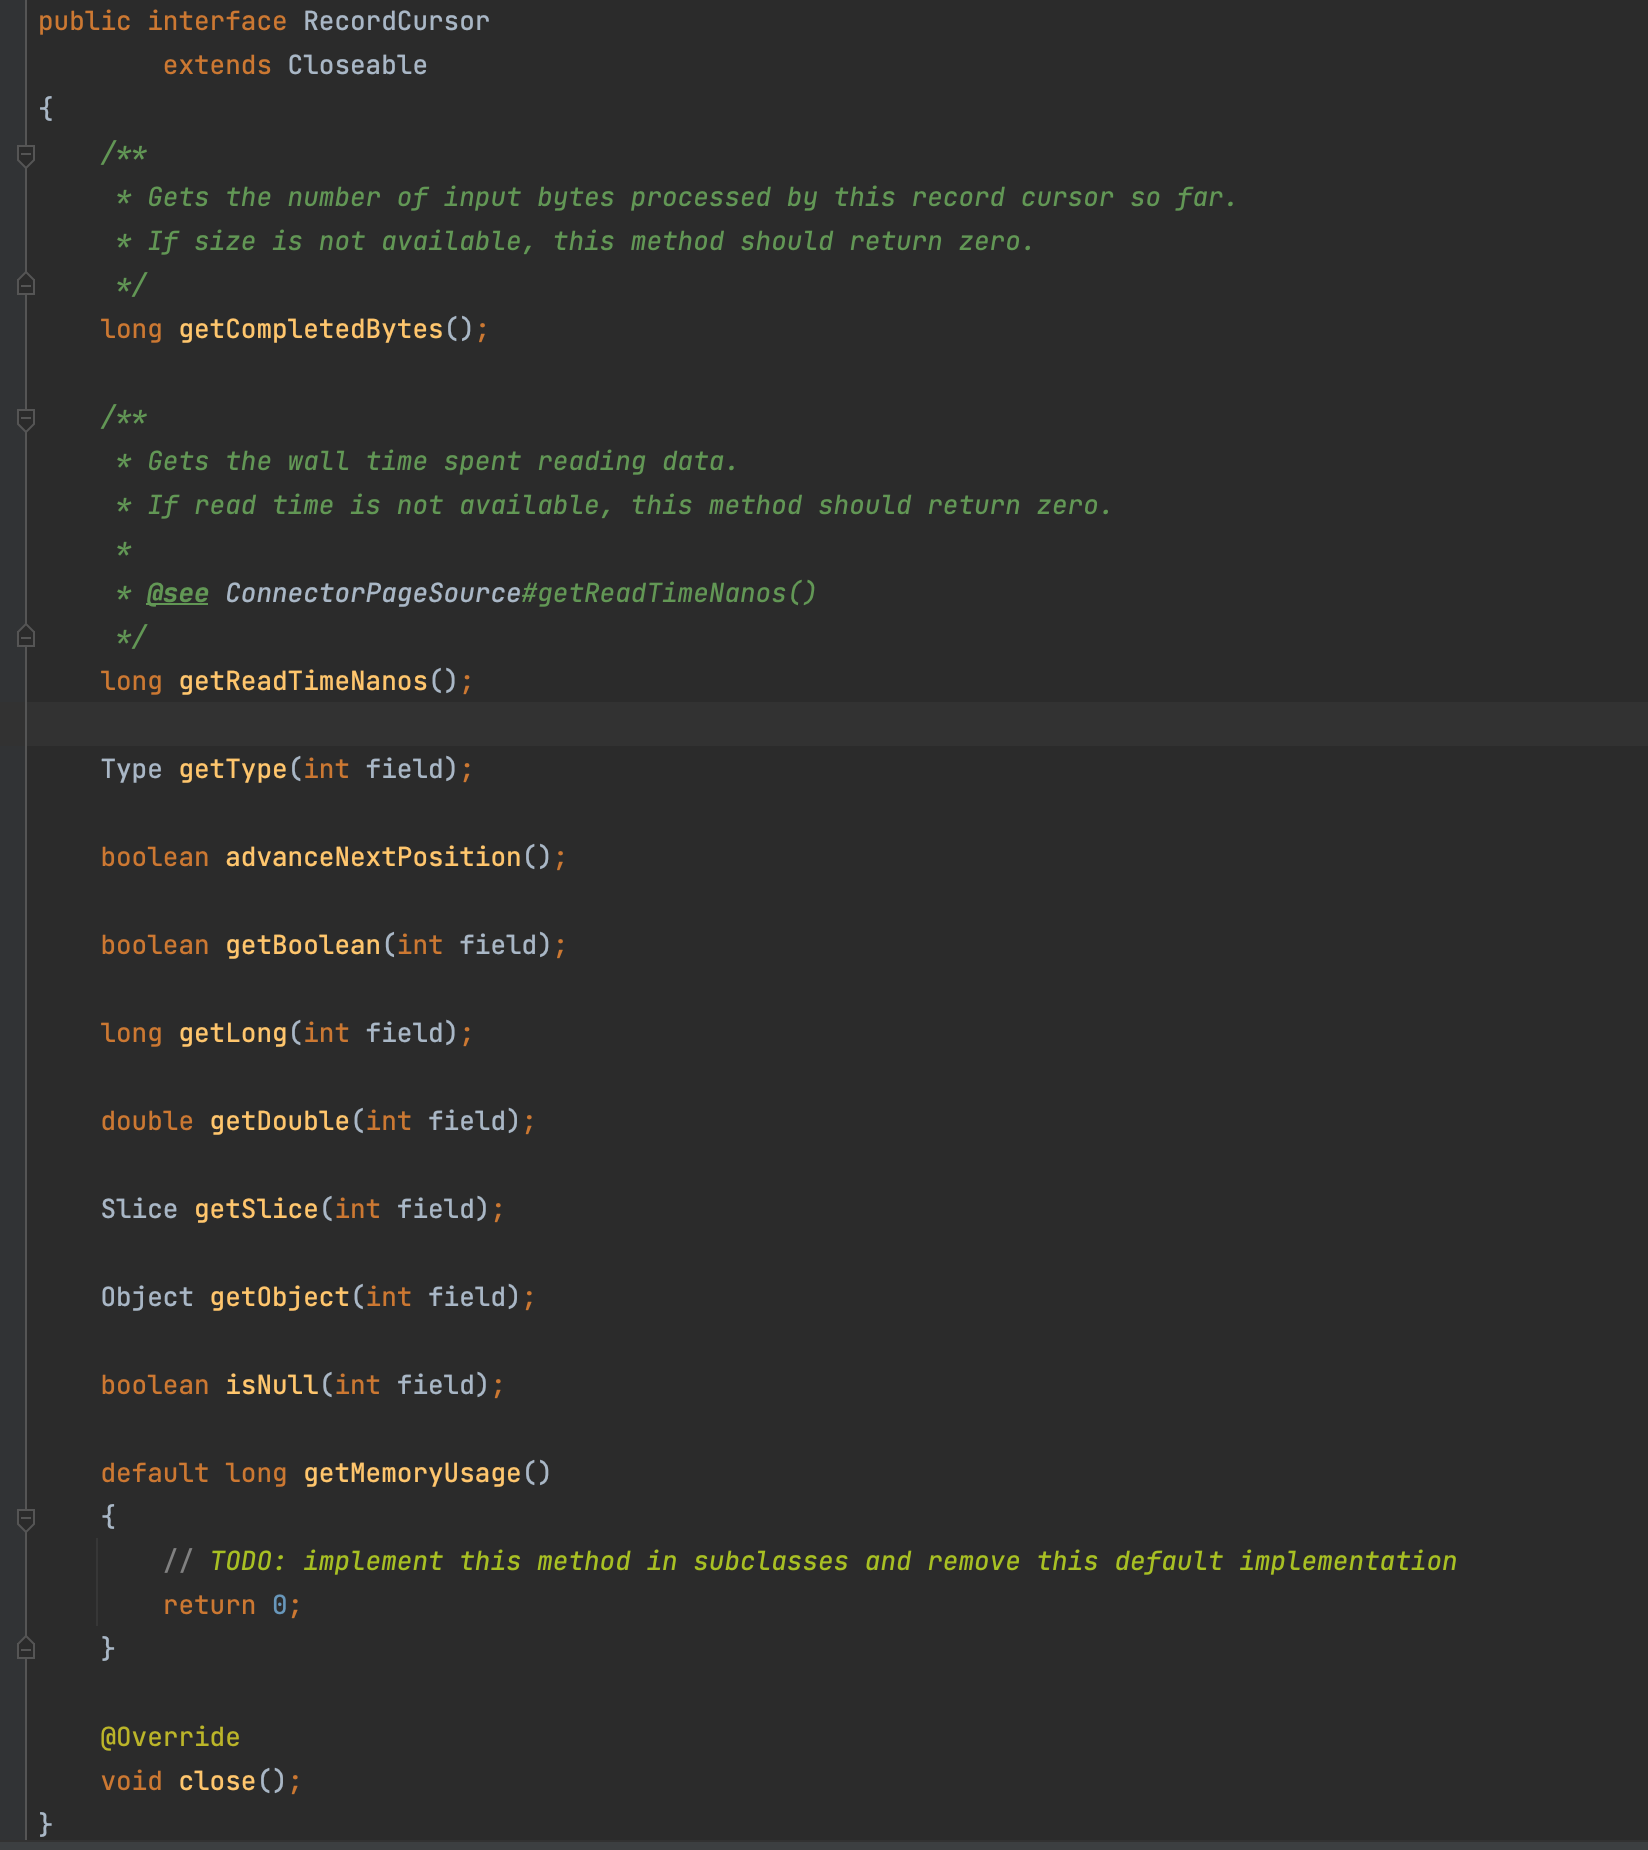 public interface RecordCursor
        extends Closeable
{
    /**
     * Gets the number of input bytes processed by this record cursor so far.
     * If size is not available, this method should return zero.
     */
    long getCompletedBytes();

    /**
     * Gets the wall time spent reading data.
     * If read time is not available, this method should return zero.
     *
     * @see ConnectorPageSource#getReadTimeNanos()
     */
    long getReadTimeNanos();

    Type getType(int field);

    boolean advanceNextPosition();

    boolean getBoolean(int field);

    long getLong(int field);

    double getDouble(int field);

    Slice getSlice(int field);

    Object getObject(int field);

    boolean isNull(int field);

    default long getMemoryUsage()
    {
        // TODO: implement this method in subclasses and remove this default implementation
        return 0;
    }

    @Override
    void close();
}